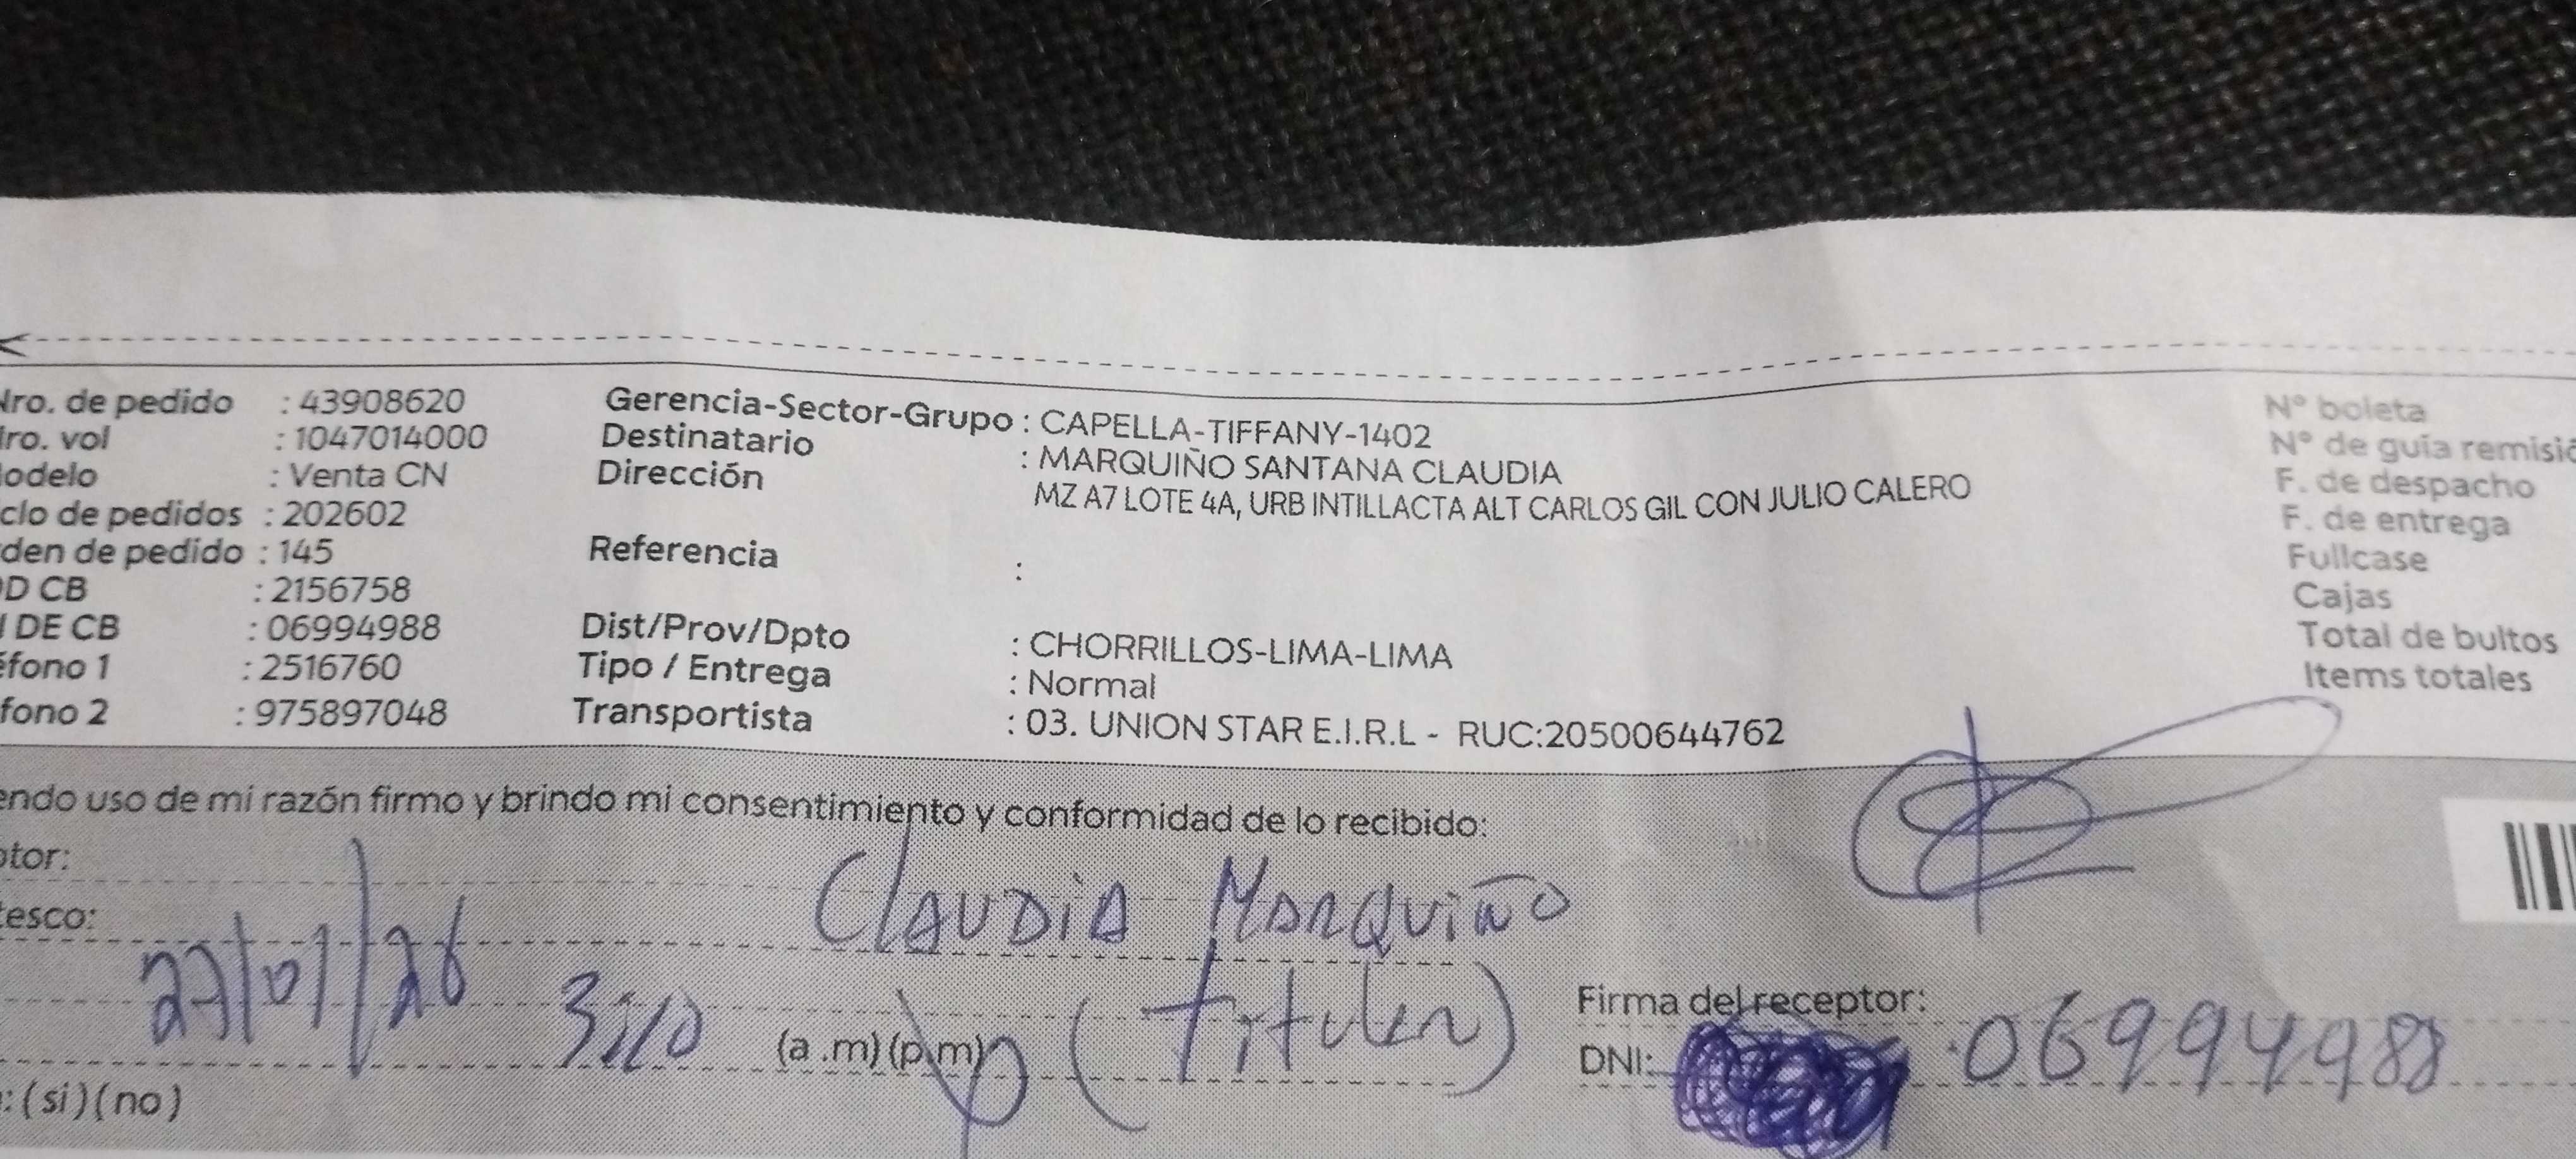 Nro. de pedido : 43908620
Nro. vol : 1047014000
odelo : Venta CN
clo de pedidos : 202602
den de pedido : 145
D CB : 2156758
I DE CB : 06994988
éfono 1 : 2516760
fono 2 : 975897048
Gerencia-Sector-Grupo : CAPELLA-TIFFANY-1402
Destinatario : MARQUIÑO SANTANA CLAUDIA
Dirección MZ A7 LOTE 4A, URB INTILLACTA ALT CARLOS GIL CON JULIO CALERO
Referencia :
Dist/Prov/Dpto : CHORRILLOS-LIMA-LIMA
Tipo / Entrega : Normal
Transportista : 03. UNION STAR E.I.R.L - RUC:20500644762
N° boleta
N° de guía remisió
F. de despacho
F. de entrega
Fullcase
Cajas
Total de bultos
Items totales
endo uso de mi razón firmo y brindo mi consentimiento y conformidad de lo recibido:
ptor: CLAUDIA MARQUIÑO
tesco:
27/01/26 3:10 (a .m) (p.m) (titular)
Firma del receptor:
DNI: 06994988
: (si) (no)